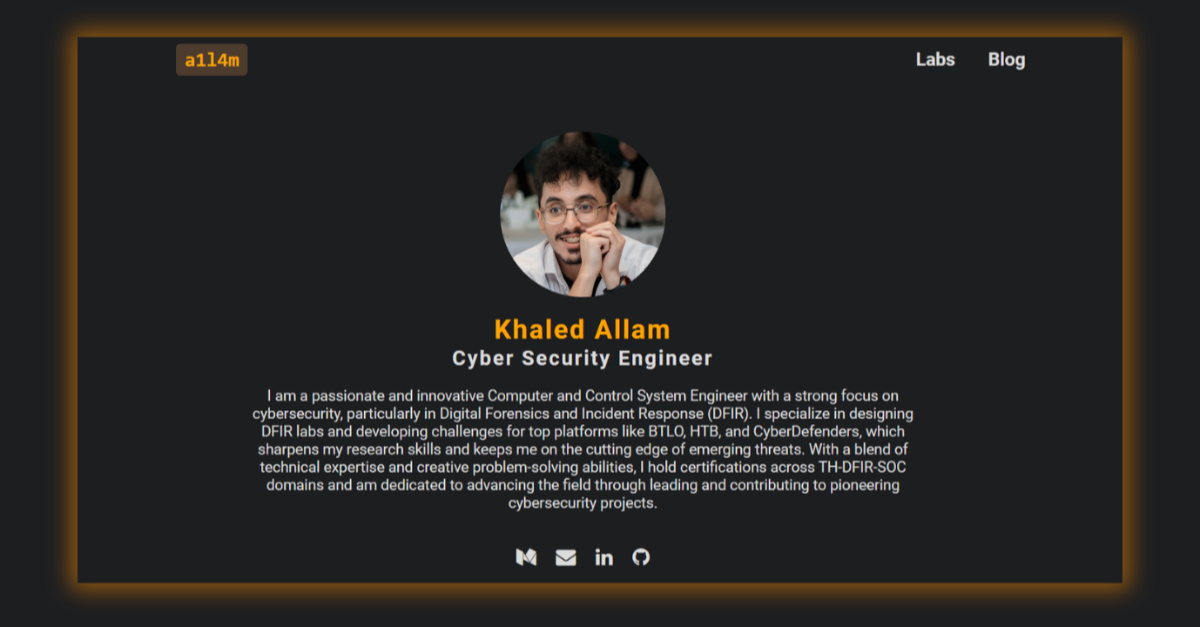 a1l4m
Labs
Blog
Khaled Allam
Cyber Security Engineer
I am a passionate and innovative Computer and Control System Engineer with a strong focus on
cybersecurity, particularly in Digital Forensics and Incident Response (DFIR). I specialize in designing
DFIR labs and developing challenges for top platforms like BTLO, HTB, and CyberDefenders, which
sharpens my research skills and keeps me on the cutting edge of emerging threats. With a blend of
technical expertise and creative problem-solving abilities, I hold certifications across TH-DFIR-SOC
domains and am dedicated to advancing the field through leading and contributing to pioneering
cybersecurity projects.